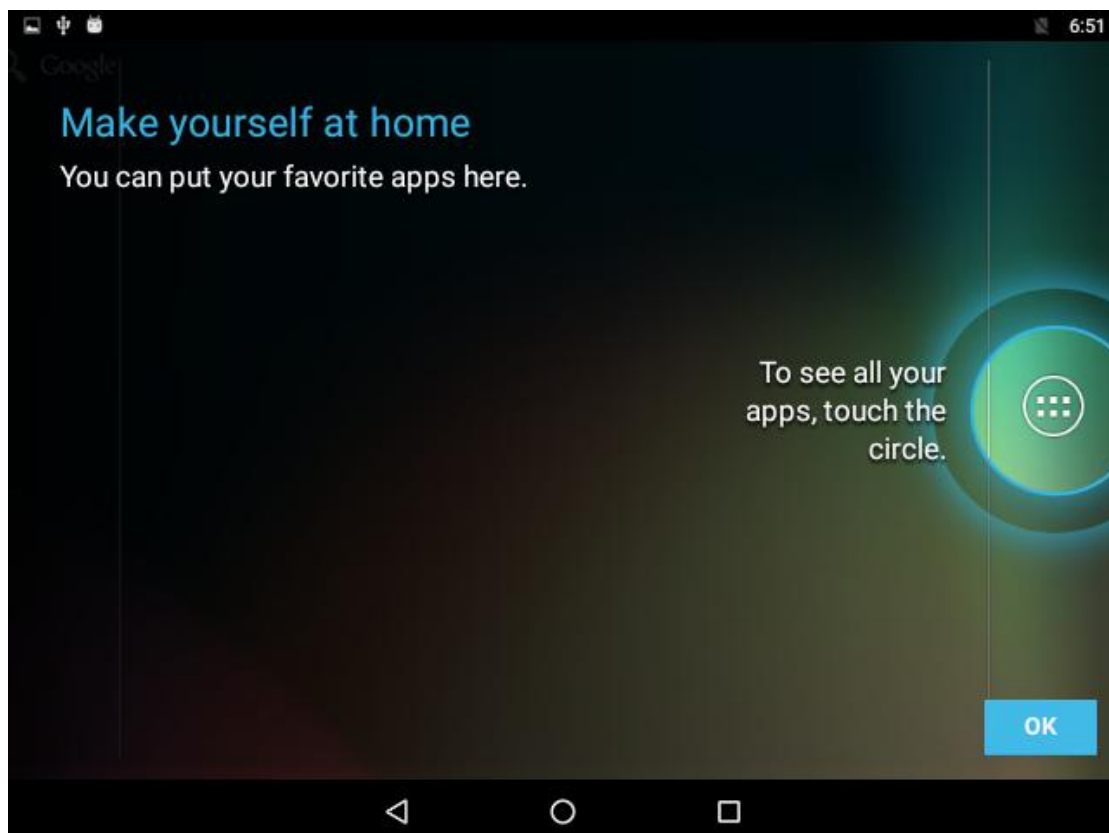 6:51
Google
Make yourself at home
You can put your favorite apps here.
To see all your
apps, touch the
circle.
OK